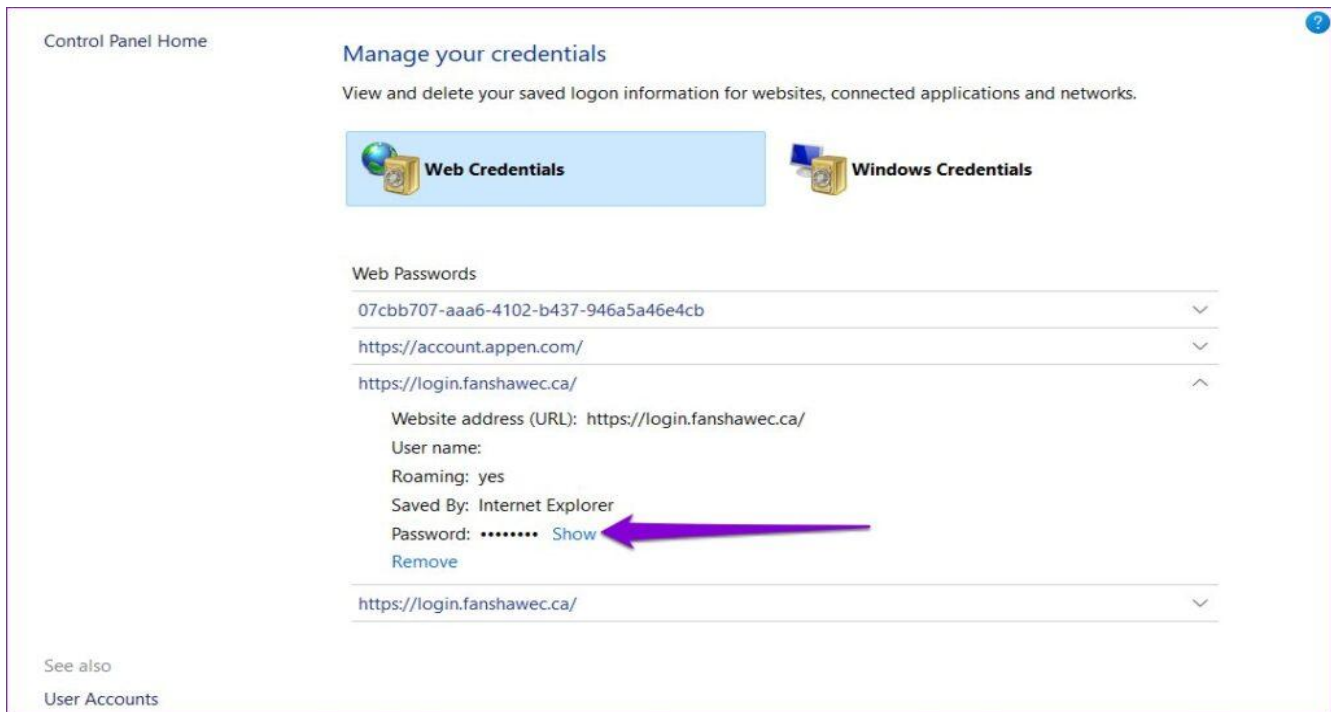 Control Panel Home
Manage your credentials
View and delete your saved logon information for websites, connected applications and networks.
Web Credentials
Windows Credentials
Web Passwords
07cbb707-aaa6-4102-b437-946a5a46e4cb
https://account.appen.com/
https://login.fanshawec.ca/
Website address (URL): https://login.fanshawec.ca/
User name:
Roaming: yes
Saved By: Internet Explorer
Password: •••••••• Show
Remove
https://login.fanshawec.ca/
See also
User Accounts
?